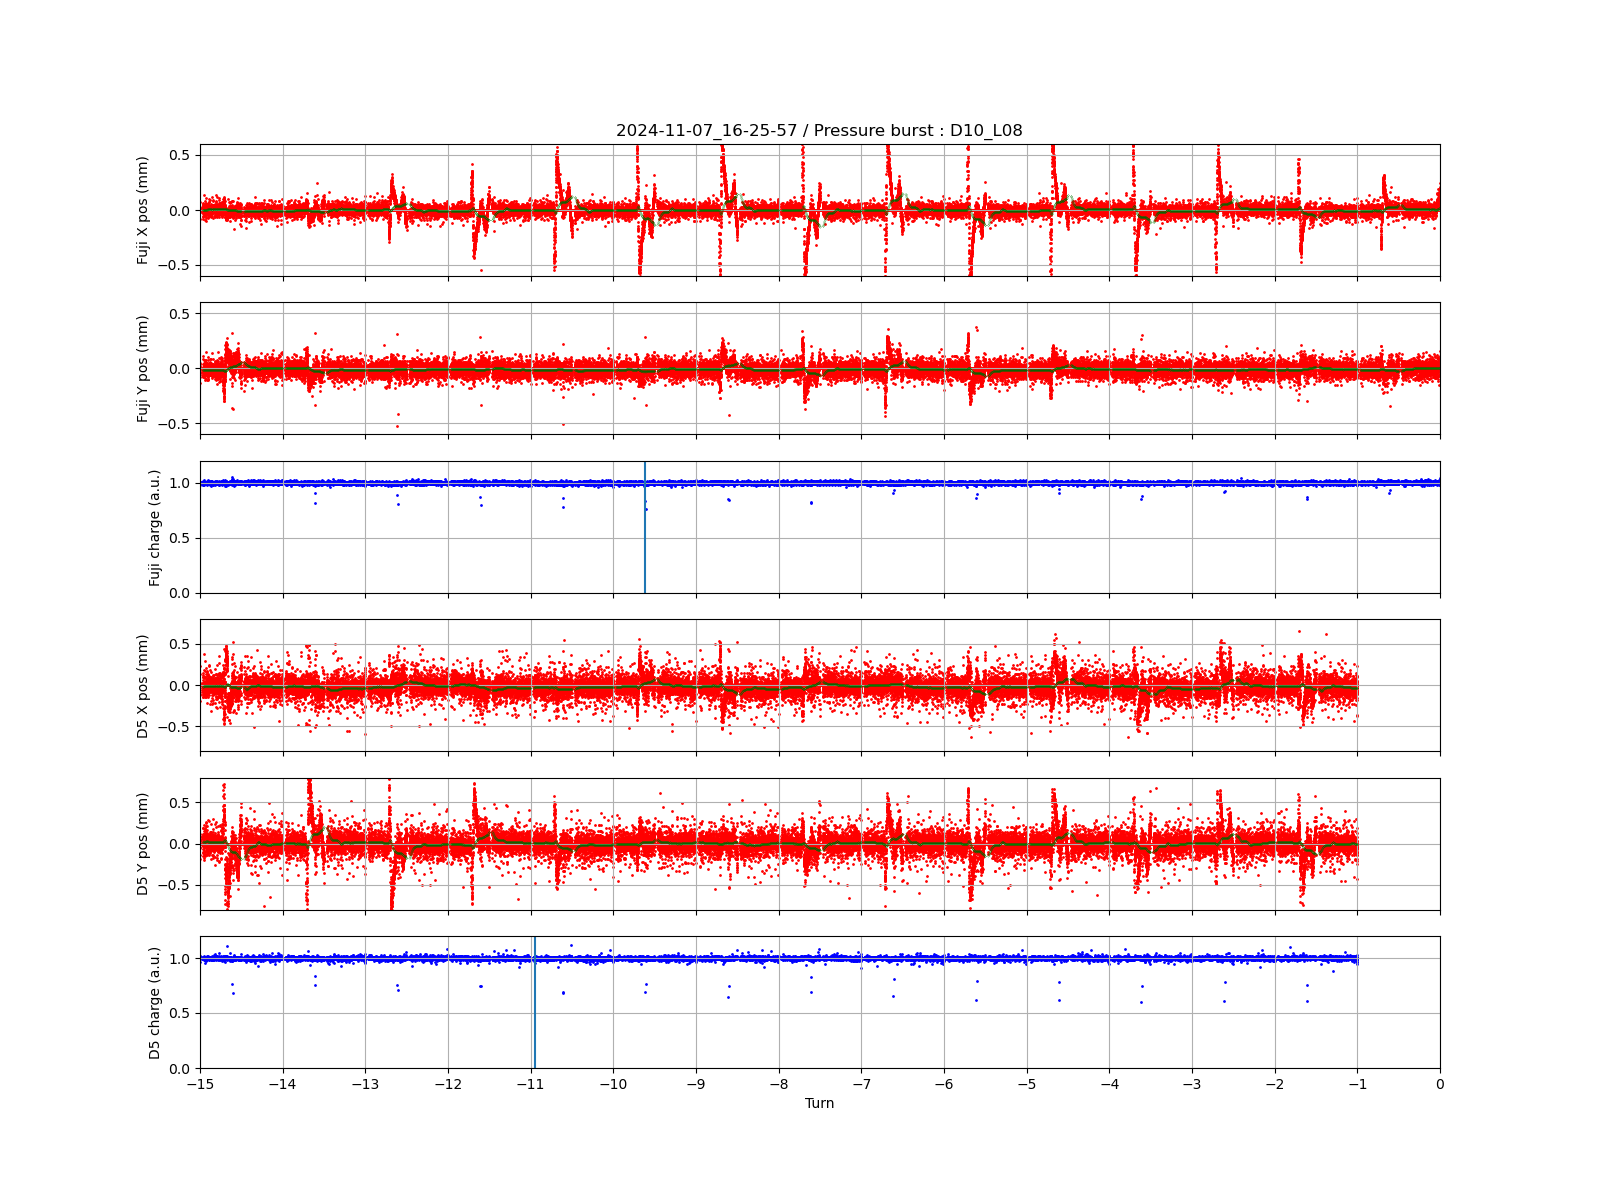 2024-11-07_16-25-57 / Pressure burst : D10_L08
Fuji X pos (mm)
0.5
0.0
−0.5
Fuji Y pos (mm)
0.5
0.0
−0.5
Fuji charge (a.u.)
1.0
0.5
0.0
D5 X pos (mm)
0.5
0.0
−0.5
D5 Y pos (mm)
0.5
0.0
−0.5
D5 charge (a.u.)
1.0
0.5
0.0
−15 −14 −13 −12 −11 −10 −9 −8 −7 −6 −5 −4 −3 −2 −1 0
Turn